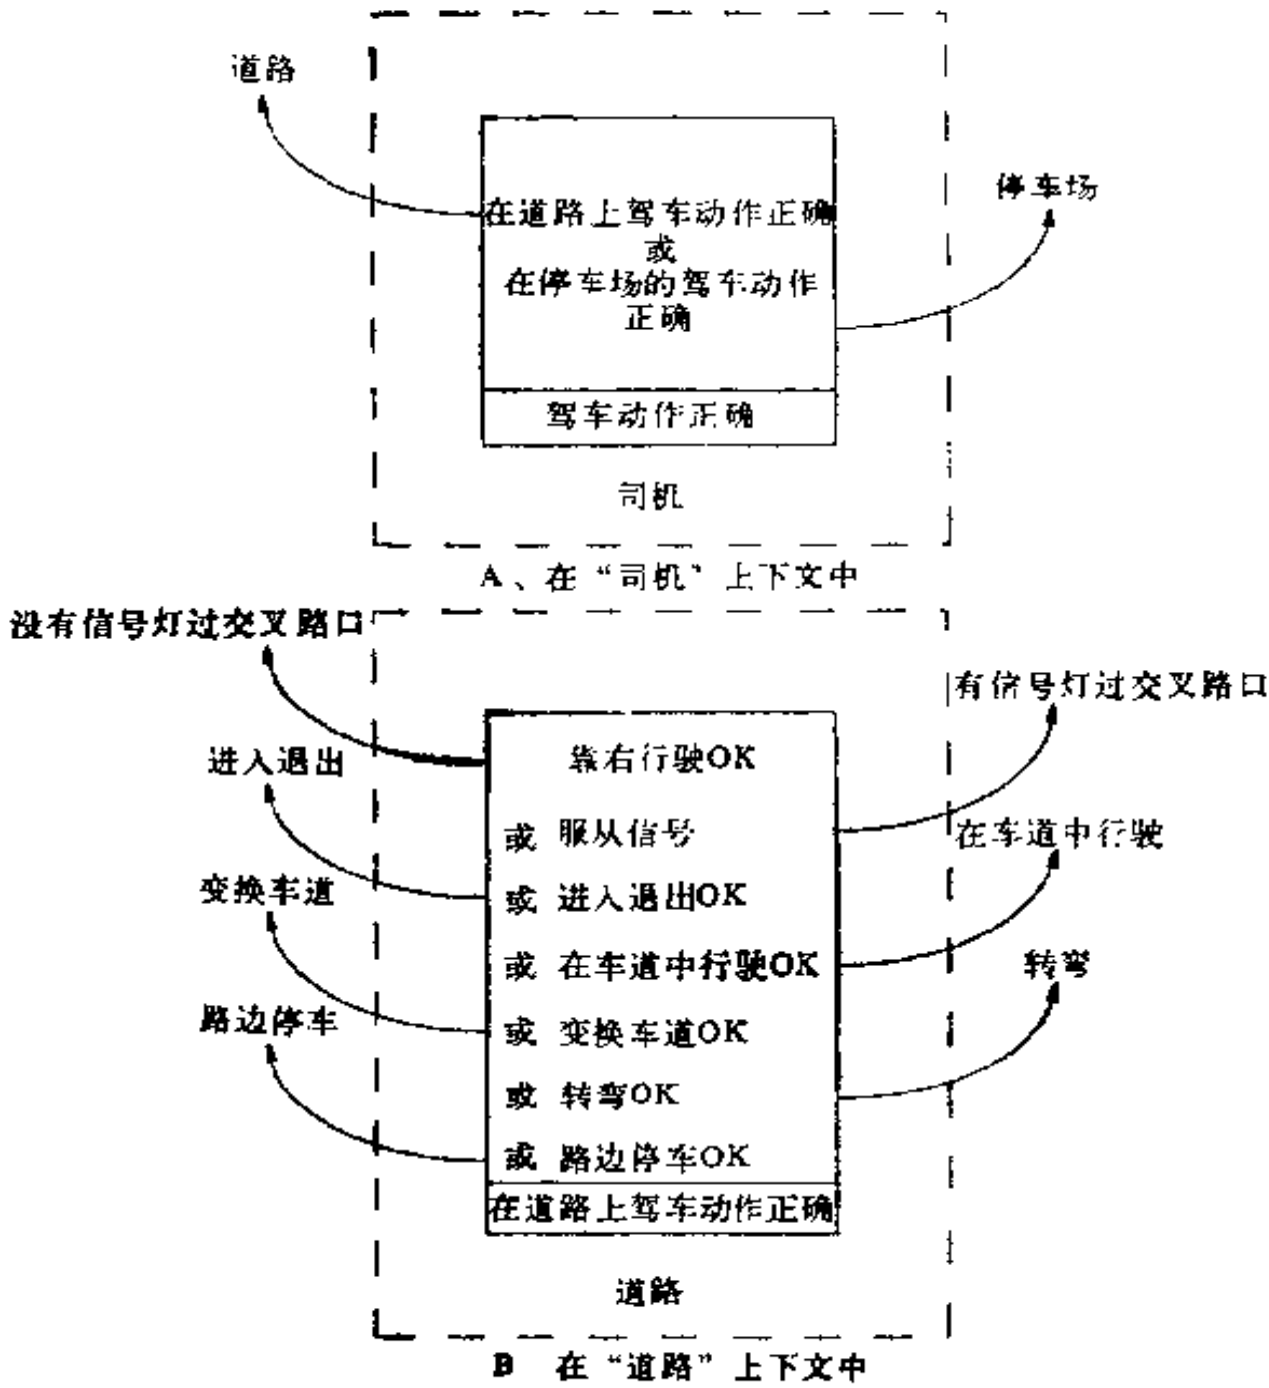 道路
停车场
在道路上驾车动作正确
或
在停车场的驾车动作
正确
驾车动作正确
司机
A、在“司机”上下文中
没有信号灯过交叉路口
有信号灯过交叉路口
进入退出
靠右行驶OK
或 服从信号
在车道中行驶
变换车道
或 进入退出OK
或 在车道中行驶OK
转弯
路边停车
或 变换车道OK
或 转弯OK
或 路边停车OK
在道路上驾车动作正确
道路
B 在“道路”上下文中